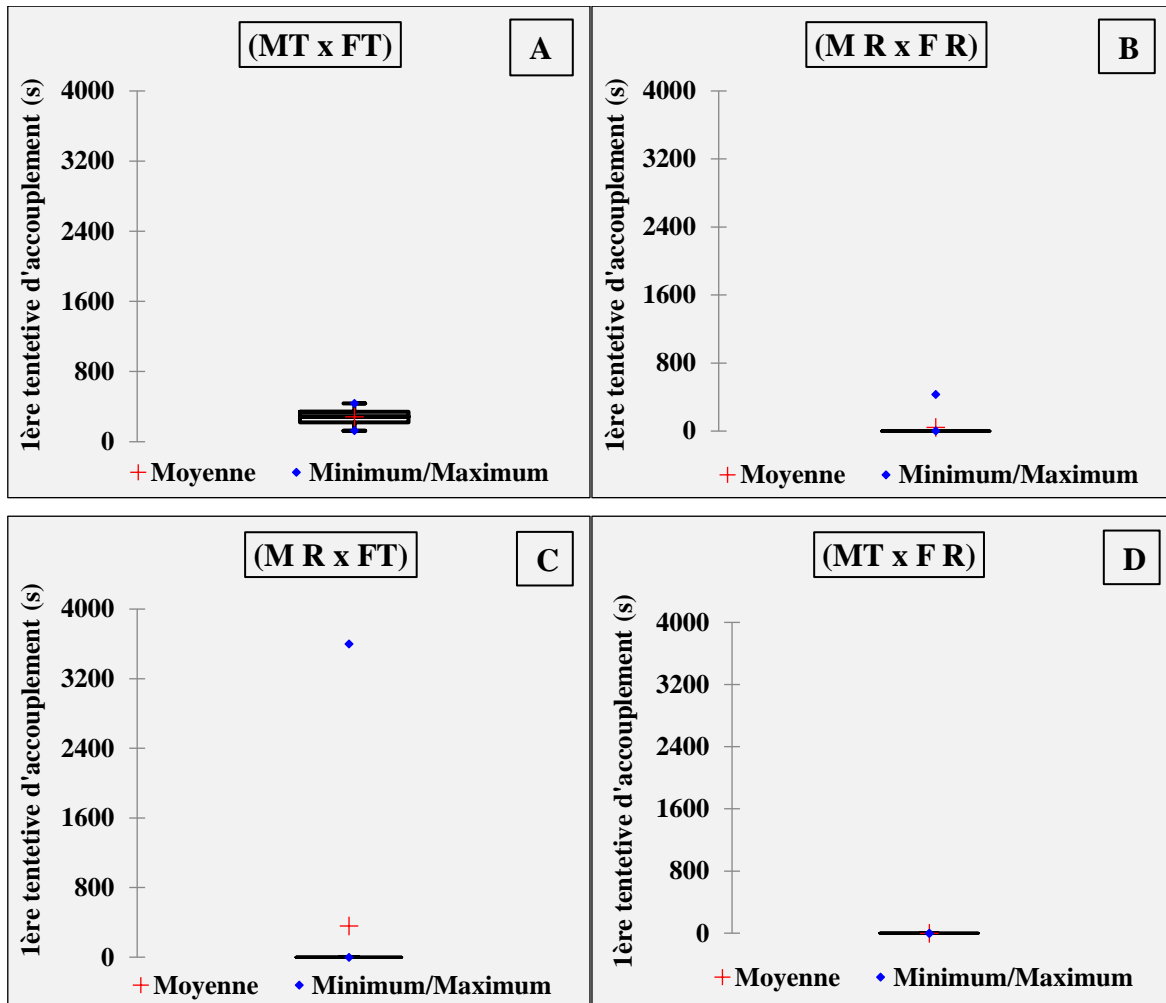 (MT x FT)
A
1ère tentetive d'accouplement (s)
4000
3200
2400
1600
800
0
Moyenne
Minimum/Maximum
(M R x F R)
B
1ère tentetive d'accouplement (s)
4000
3200
2400
1600
800
0
Moyenne
Minimum/Maximum
(M R x FT)
C
1ère tentetive d'accouplement (s)
4000
3200
2400
1600
800
0
Moyenne
Minimum/Maximum
(MT x F R)
D
1ère tentetive d'accouplement (s)
4000
3200
2400
1600
800
0
Moyenne
Minimum/Maximum